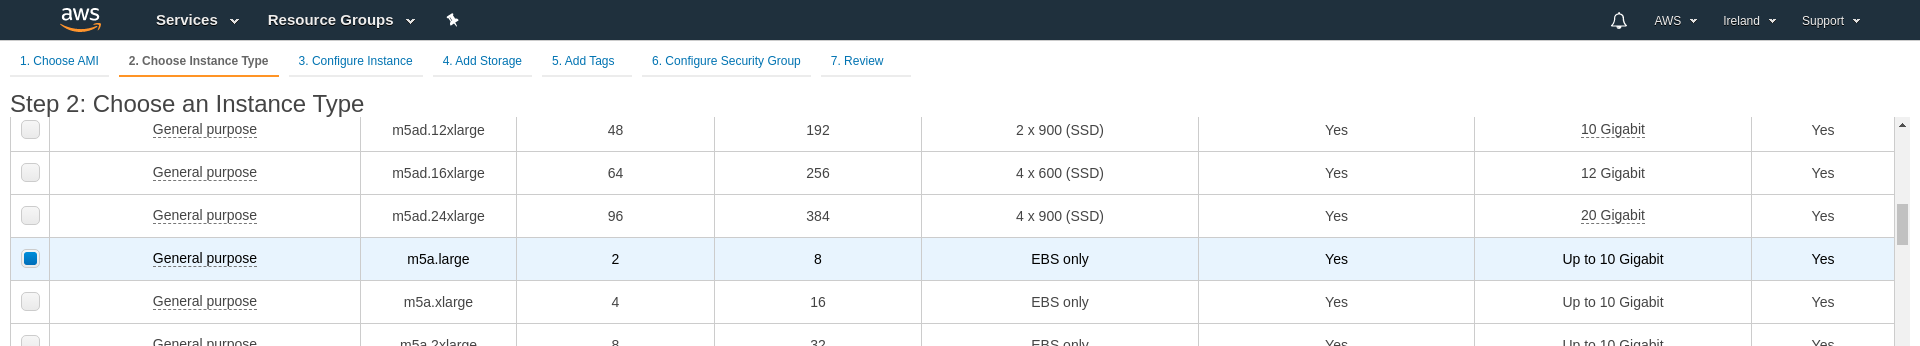 aws Services Resource Groups AWS Ireland Support
1. Choose AMI 2. Choose Instance Type 3. Configure Instance 4. Add Storage 5. Add Tags 6. Configure Security Group 7. Review
Step 2: Choose an Instance Type
General purpose m5ad.12xlarge 48 192 2 x 900 (SSD) Yes 10 Gigabit Yes
General purpose m5ad.16xlarge 64 256 4 x 600 (SSD) Yes 12 Gigabit Yes
General purpose m5ad.24xlarge 96 384 4 x 900 (SSD) Yes 20 Gigabit Yes
General purpose m5a.large 2 8 EBS only Yes Up to 10 Gigabit Yes
General purpose m5a.xlarge 4 16 EBS only Yes Up to 10 Gigabit Yes
General purpose m5a.2xlarge 8 32 EBS only Yes Up to 10 Gigabit Yes